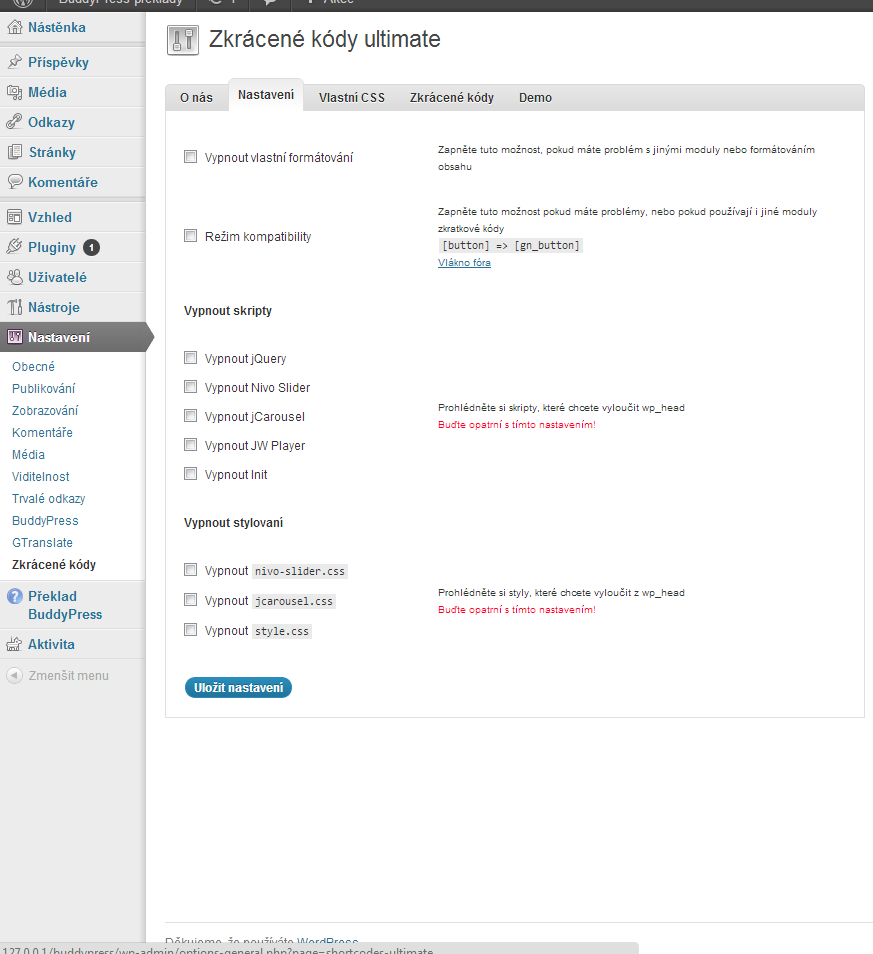 BuddyPress překlady
1
Akce
Nástěnka
Příspěvky
Média
Odkazy
Stránky
Komentáře
Vzhled
Pluginy 1
Uživatelé
Nástroje
Nastavení
Obecné
Publikování
Zobrazování
Komentáře
Média
Viditelnost
Trvalé odkazy
BuddyPress
GTranslate
Zkrácené kódy
Překlad
BuddyPress
Aktivita
Zmenšit menu
Zkrácené kódy ultimate
O nás Nastavení Vlastní CSS Zkrácené kódy Demo
Vypnout vlastní formátování
Zapněte tuto možnost, pokud máte problém s jinými moduly nebo formátováním
obsahu
Režim kompatibility
Zapněte tuto možnost pokud máte problémy, nebo pokud používají i jiné moduly
zkratkové kódy
[button] => [gn_button]
Vlákno fóra
Vypnout skripty
Vypnout jQuery
Vypnout Nivo Slider
Vypnout jCarousel
Vypnout JW Player
Vypnout Init
Prohlédněte si skripty, které chcete vyloučit wp_head
Buďte opatrní s tímto nastavením!
Vypnout stylovaní
Vypnout nivo-slider.css
Vypnout jcarousel.css
Vypnout style.css
Prohlédněte si styly, které chcete vyloučit z wp_head
Buďte opatrní s tímto nastavením!
Uložit nastavení
Děkujeme, že používáte WordPress
127.0.0.1/buddypress/wp-admin/options-general.php?page=shortcodes-ultimate